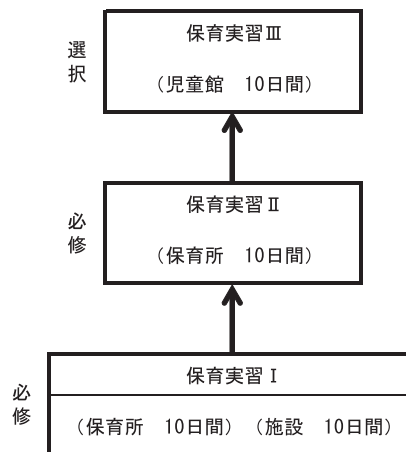 選択
保育実習Ⅲ
（児童館　10日間）
必修
保育実習Ⅱ
（保育所　10日間）
必修
保育実習Ⅰ
（保育所　10日間）（施設　10日間）